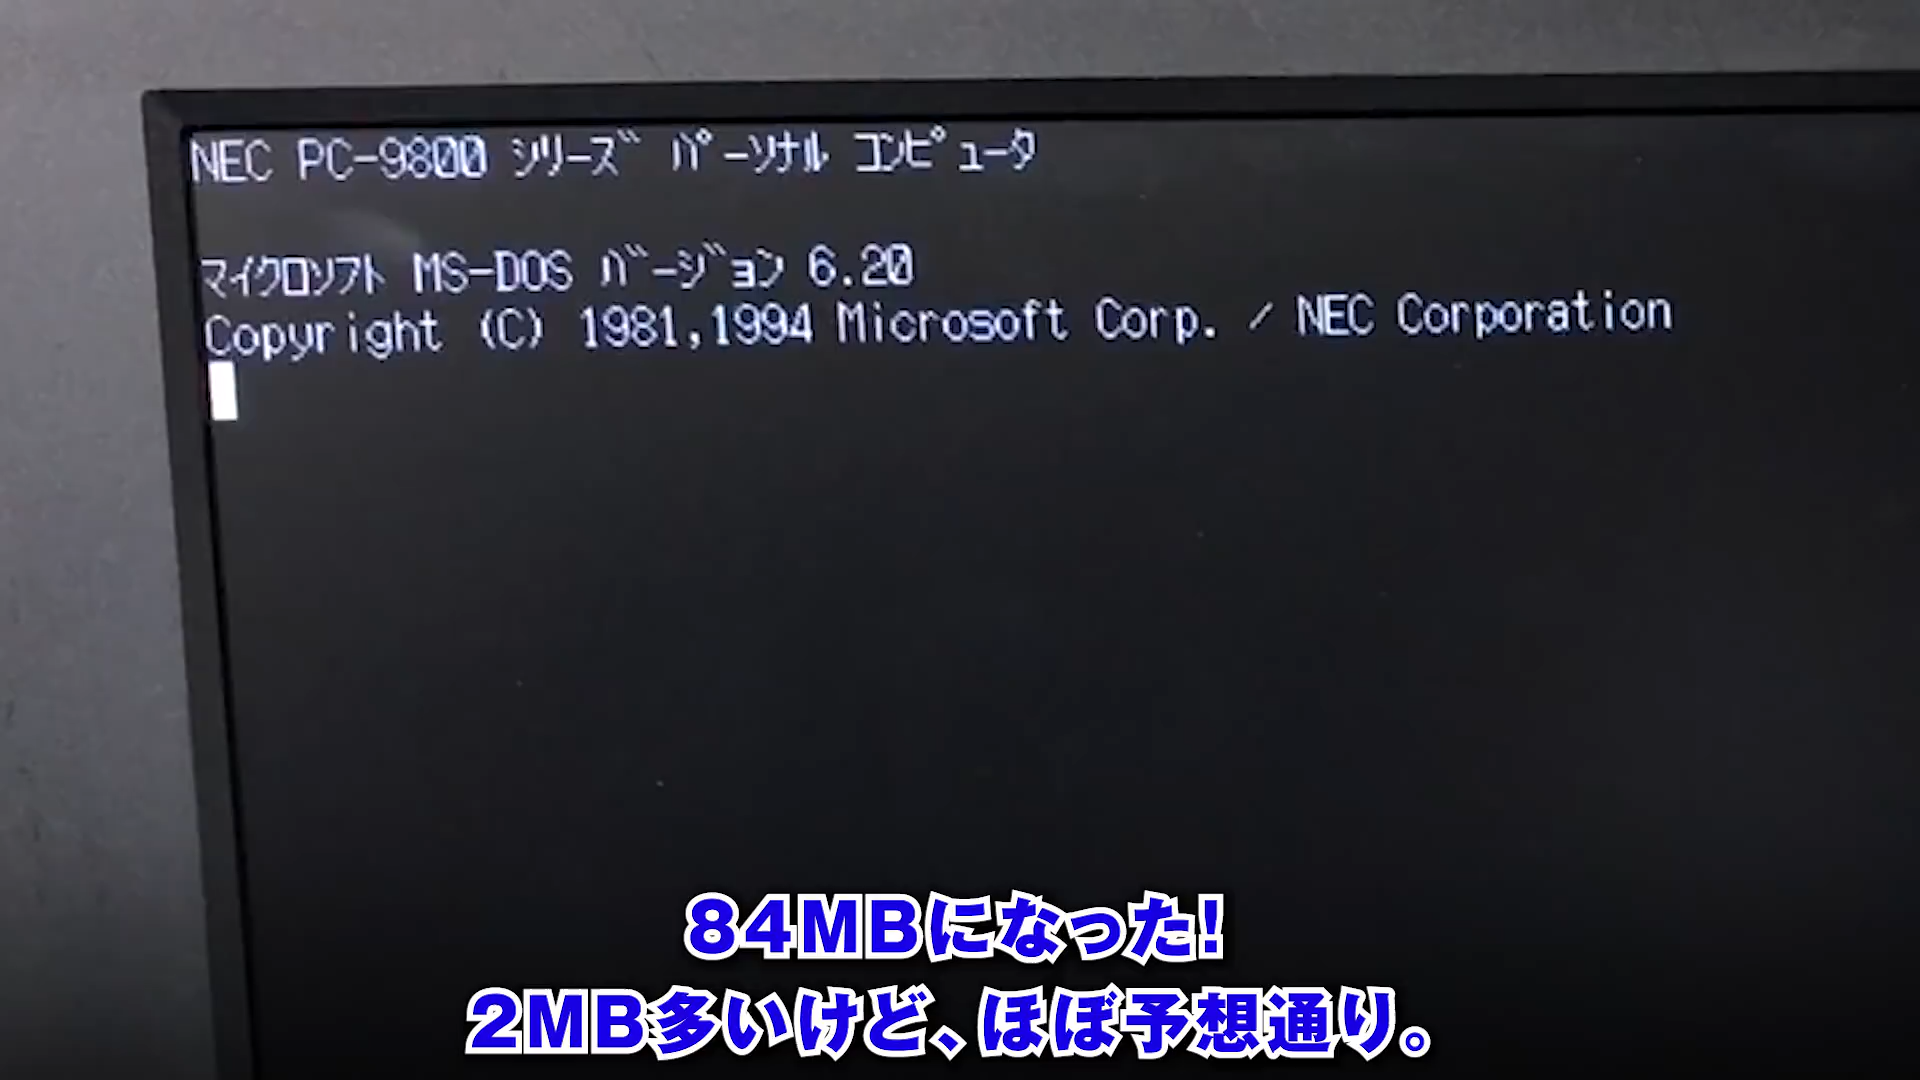 NEC PC-9800 ｼﾘｰｽﾞ ﾊﾟｰｿﾅﾙ ｺﾝﾋﾟｭｰﾀ
ﾏｲｸﾛｿﾌﾄ MS-DOS ﾊﾞｰｼﾞｮﾝ 6.20
Copyright (C) 1981,1994 Microsoft Corp. / NEC Corporation
84MBになった!
2MB多いけど、ほぼ予想通り。